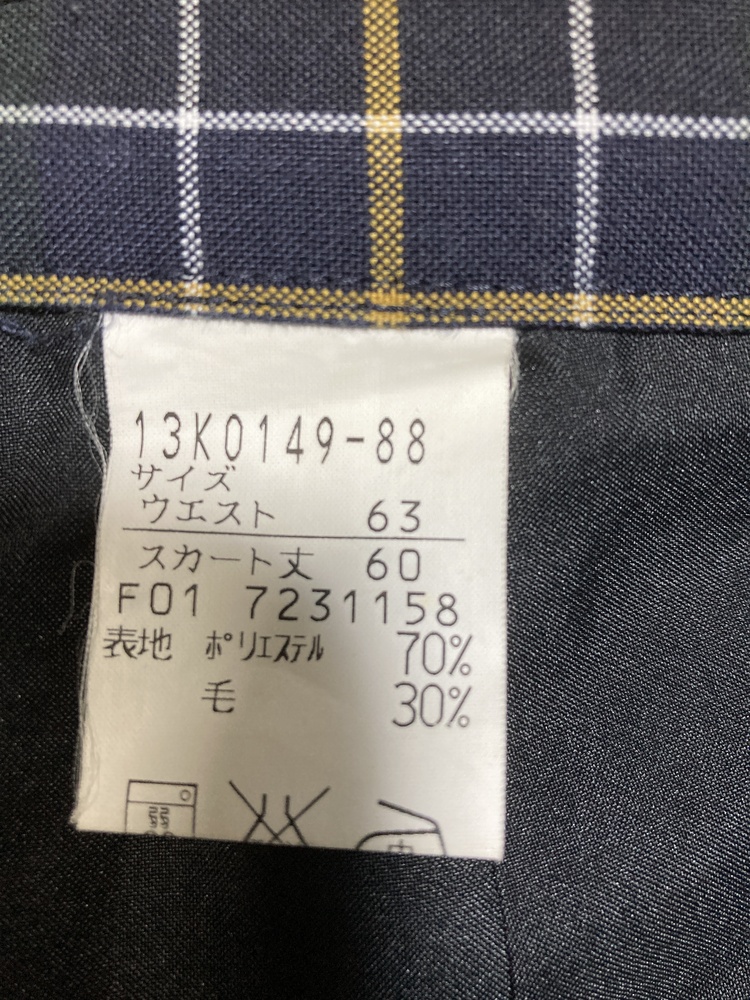 13K0149-88
サイズ
ウエスト 63
スカート丈 60
F01 7231158
表地 ポリエステル 70%
毛 30%
中